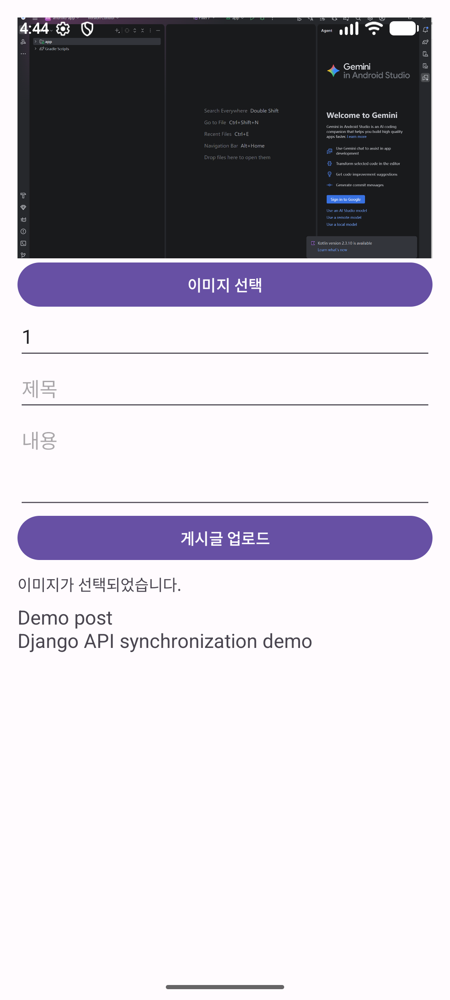 android app
Version Control
Pixel 7
app
4:44
Agent
app
Gradle Scripts
Gemini
in Android Studio
Search Everywhere Double Shift
Go to File Ctrl+Shift+N
Recent Files Ctrl+E
Navigation Bar Alt+Home
Drop files here to open them
Welcome to Gemini
Gemini in Android Studio is an AI coding
companion that helps you build high quality
apps faster. Learn more
Use Gemini chat to assist in app
development
Transform selected code in the editor
Get code improvement suggestions
Generate commit messages
Sign in to Google
Use an AI Studio model
Use a remote model
Use a local model
Kotlin version 2.3.10 is available
Learn what's new
이미지 선택
1
제목
내용
게시글 업로드
이미지가 선택되었습니다.
Demo post
Django API synchronization demo